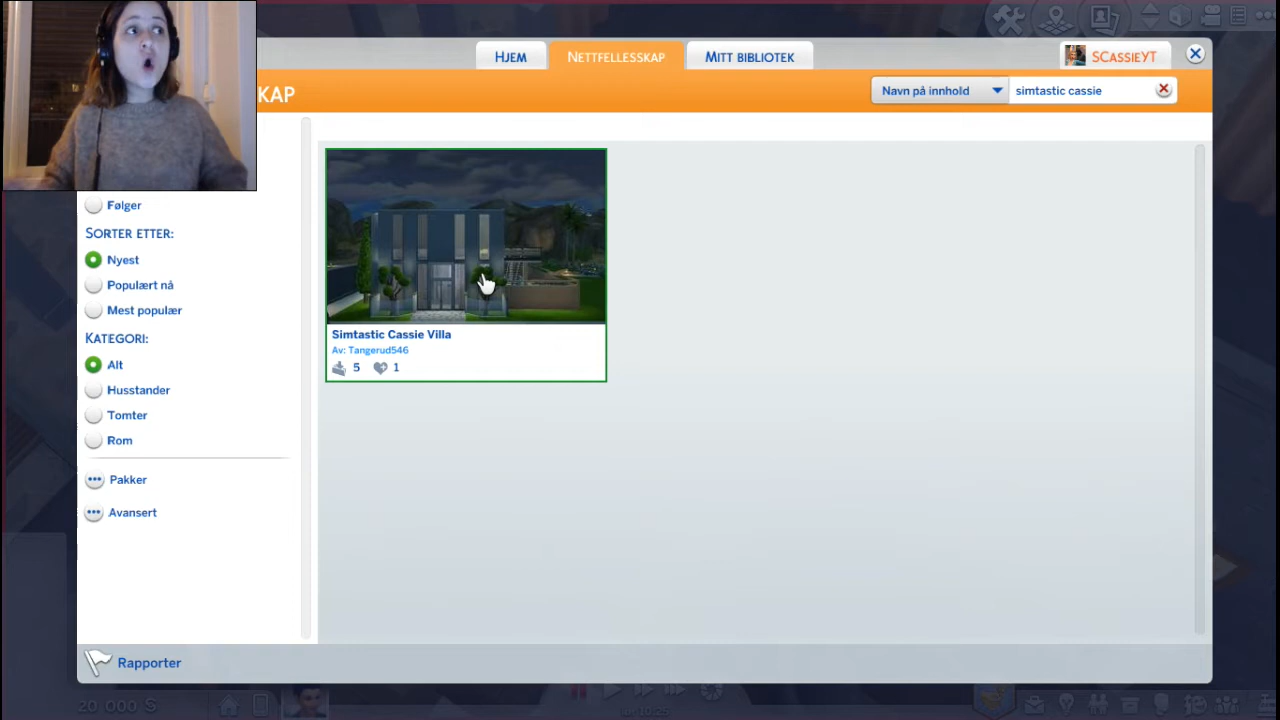 HJEM
NETTFELLESSKAP
MITT BIBLIOTEK
SCASSIEYT
KAP
Navn på innhold
simtastic cassie
Følger
SORTER ETTER:
Nyest
Populært nå
Mest populær
KATEGORI:
Alt
Husstander
Tomter
Rom
Pakker
Avansert
Simtastic Cassie Villa
Av: Tangerud546
5
1
Rapporter
20 000 S